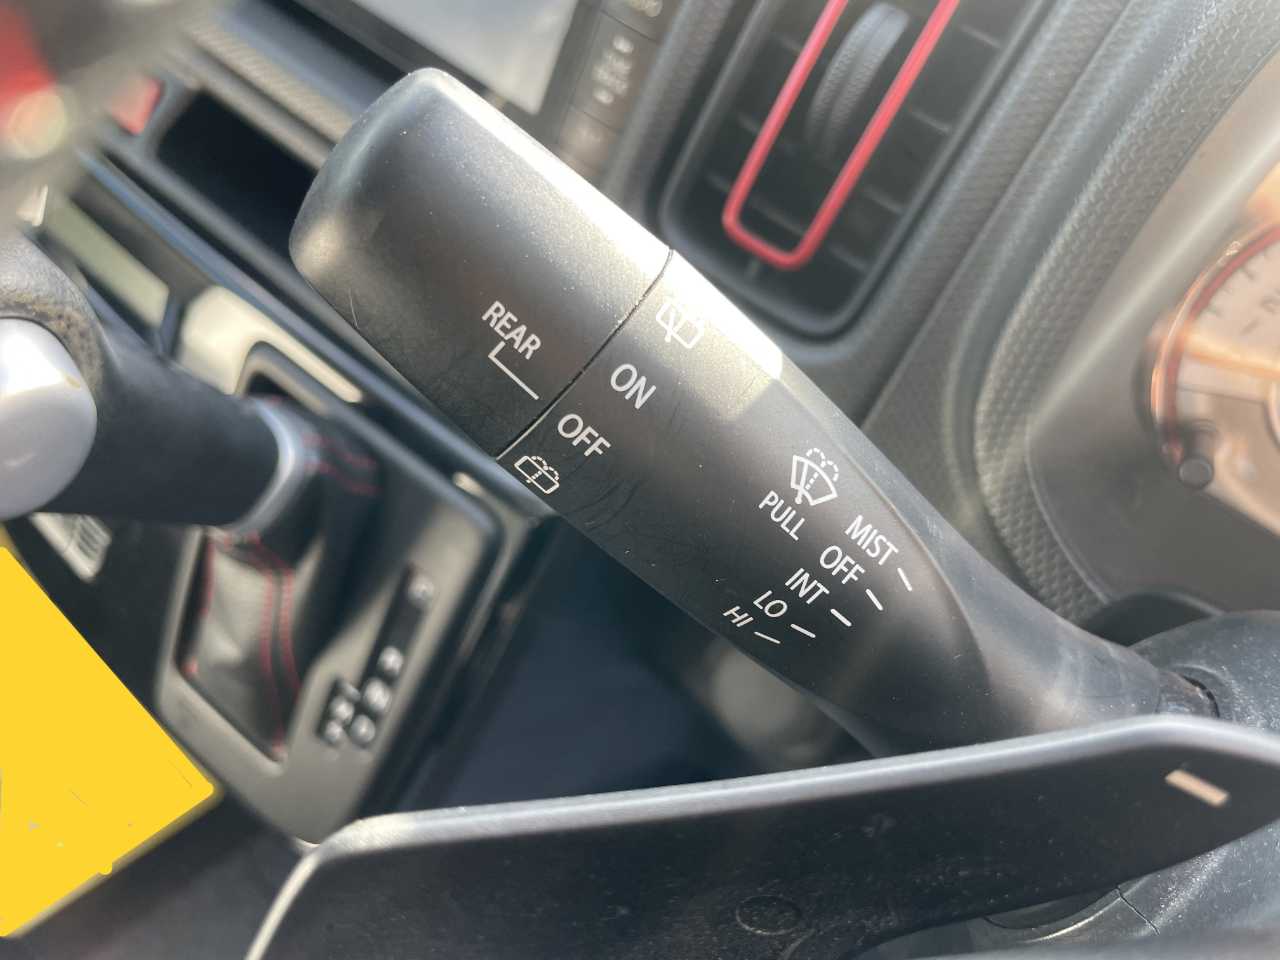 REAR
ON
OFF
PULL
MIST
OFF
INT
LO
HI